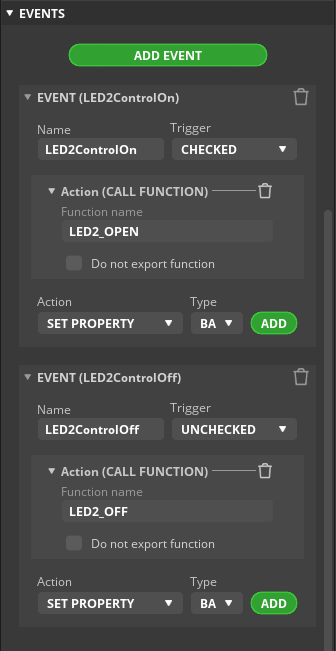 EVENTS
ADD EVENT
EVENT (LED2ControlOn)
Name Trigger
LED2ControlOn CHECKED
Action (CALL FUNCTION)
Function name
LED2_OPEN
Do not export function
Action Type
SET PROPERTY BA ADD
EVENT (LED2ControlOff)
Name Trigger
LED2ControlOff UNCHECKED
Action (CALL FUNCTION)
Function name
LED2_OFF
Do not export function
Action Type
SET PROPERTY BA ADD